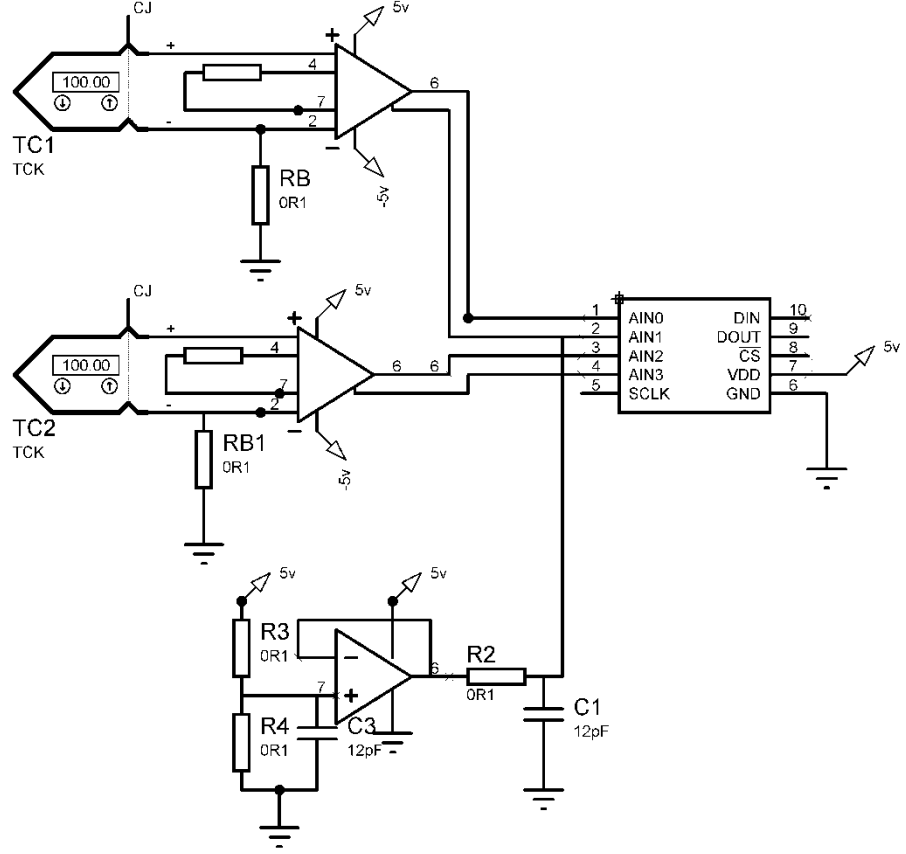 CJ
5v
+
+
100.00
4
7
6
-
2
−
TC1
TCK
-5v
RB
0R1
CJ
5v
+
+
100.00
4
7
6
6
6
-
2
−
TC2
TCK
-5v
RB1
0R1
1
AIN0
DIN
10
2
AIN1
DOUT
9
3
AIN2
CS
8
4
AIN3
VDD
7
5
SCLK
GND
6
5v
5v
5v
R3
0R1
−
6
R2
0R1
7
+
R4
0R1
C3
12pF
C1
12pF